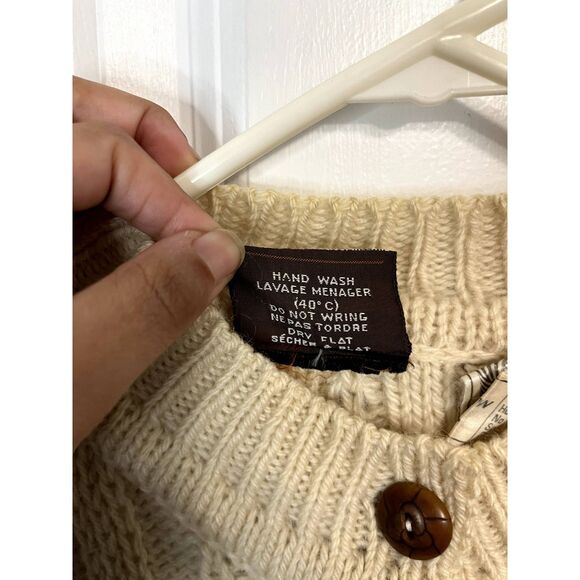 HAND WASH
LAVAGE MENAGER
(40°C)
DO NOT WRING
NE PAS TORDRE
DRY FLAT
SÉCHER À PLAT